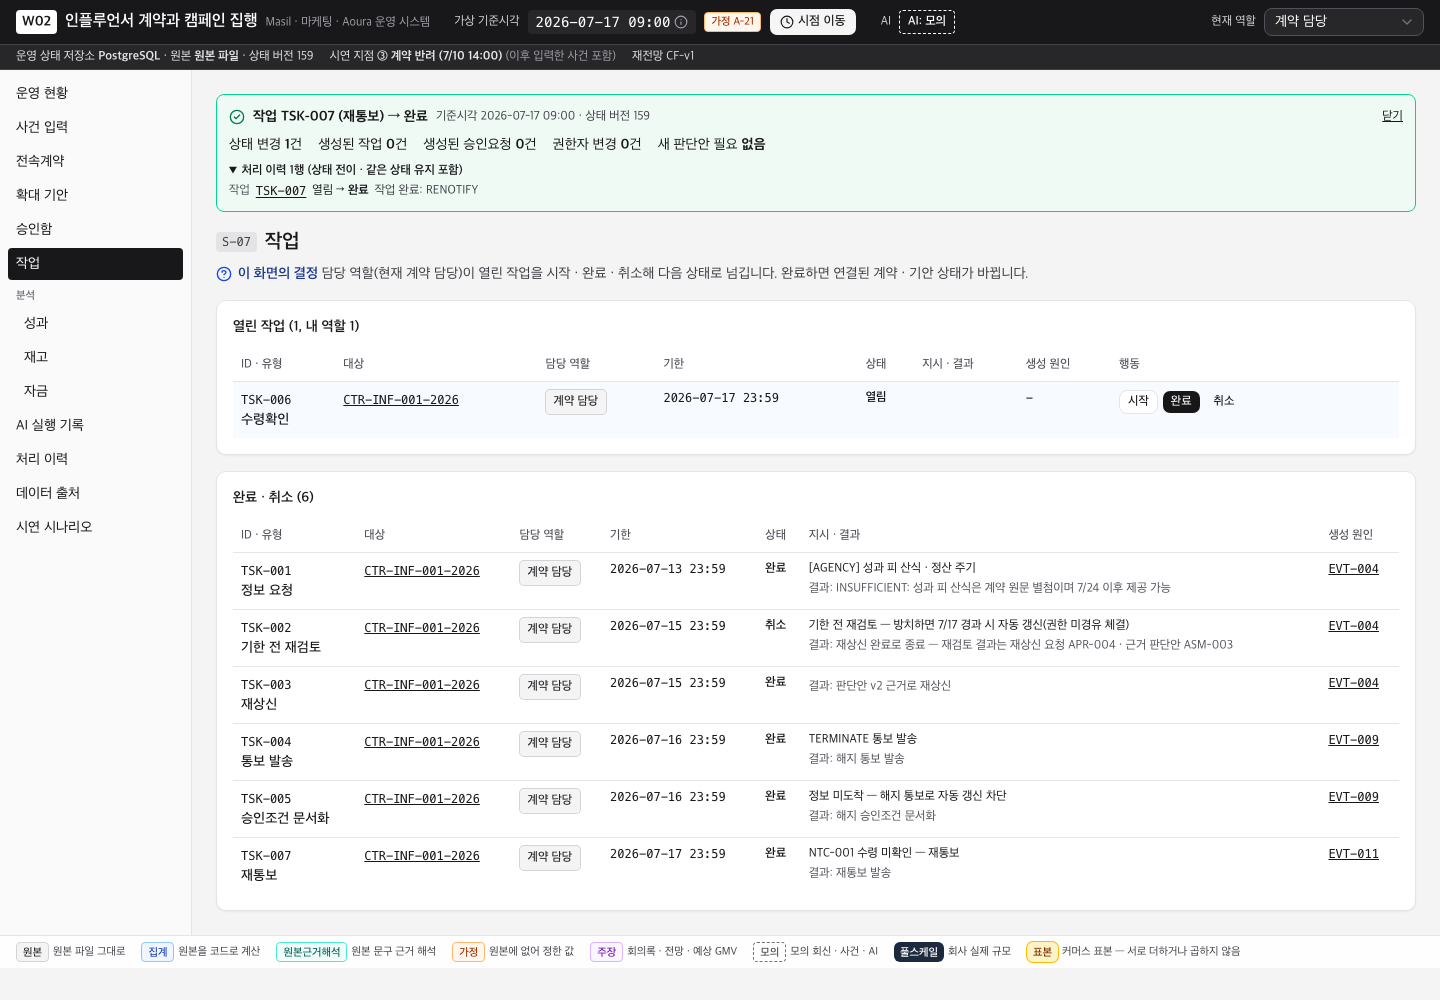 W02 인플루언서 계약과 캠페인 집행 Masil · 마케팅 · Aoura 운영 시스템 가상 기준시각 2026-07-17 09:00 가정 A-21 시점 이동 AI AI: 모의 현재 역할 계약 담당
운영 상태 저장소 PostgreSQL · 원본 원본 파일 · 상태 버전 159 시연 지점 ③ 계약 반려 (7/10 14:00) (이후 입력한 사건 포함) 재전망 CF-v1
운영 현황
사건 입력
전속계약
확대 기안
승인함
작업
분석
성과
재고
자금
AI 실행 기록
처리 이력
데이터 출처
시연 시나리오
작업 TSK-007 (재통보) → 완료 기준시각 2026-07-17 09:00 · 상태 버전 159 닫기
상태 변경 1건 생성된 작업 0건 생성된 승인요청 0건 권한자 변경 0건 새 판단안 필요 없음
▼ 처리 이력 1행 (상태 전이 · 같은 상태 유지 포함)
작업 TSK-007 열림 → 완료 작업 완료: RENOTIFY
S-07 작업
이 화면의 결정 담당 역할(현재 계약 담당)이 열린 작업을 시작 · 완료 · 취소해 다음 상태로 넘깁니다. 완료하면 연결된 계약 · 기안 상태가 바뀝니다.
열린 작업 (1, 내 역할 1)
ID · 유형 대상 담당 역할 기한 상태 지시 · 결과 생성 원인 행동
TSK-006 CTR-INF-001-2026 계약 담당 2026-07-17 23:59 열림 – 시작 완료 취소
수령확인
완료 · 취소 (6)
ID · 유형 대상 담당 역할 기한 상태 지시 · 결과 생성 원인
TSK-001 CTR-INF-001-2026 계약 담당 2026-07-13 23:59 완료 [AGENCY] 성과 피 산식 · 정산 주기 EVT-004
정보 요청 결과: INSUFFICIENT: 성과 피 산식은 계약 원문 별첨이며 7/24 이후 제공 가능
TSK-002 CTR-INF-001-2026 계약 담당 2026-07-15 23:59 취소 기한 전 재검토 — 방치하면 7/17 경과 시 자동 갱신(권한 미경유 체결) EVT-004
기한 전 재검토 결과: 재상신 완료로 종료 — 재검토 결과는 재상신 요청 APR-004 · 근거 판단안 ASM-003
TSK-003 CTR-INF-001-2026 계약 담당 2026-07-15 23:59 완료 결과: 판단안 v2 근거로 재상신 EVT-004
재상신
TSK-004 CTR-INF-001-2026 계약 담당 2026-07-16 23:59 완료 TERMINATE 통보 발송 EVT-009
통보 발송 결과: 해지 통보 발송
TSK-005 CTR-INF-001-2026 계약 담당 2026-07-16 23:59 완료 정보 미도착 — 해지 통보로 자동 갱신 차단 EVT-009
승인조건 문서화 결과: 해지 승인조건 문서화
TSK-007 CTR-INF-001-2026 계약 담당 2026-07-17 23:59 완료 NTC-001 수령 미확인 — 재통보 EVT-011
재통보 결과: 재통보 발송
원본 원본 파일 그대로 집계 원본을 코드로 계산 원본근거해석 원본 문구 근거 해석 가정 원본에 없어 정한 값 주장 회의록 · 전망 · 예상 GMV 모의 모의 회신 · 사건 · AI 풀스케일 회사 실제 규모 표본 커머스 표본 — 서로 더하거나 곱하지 않음